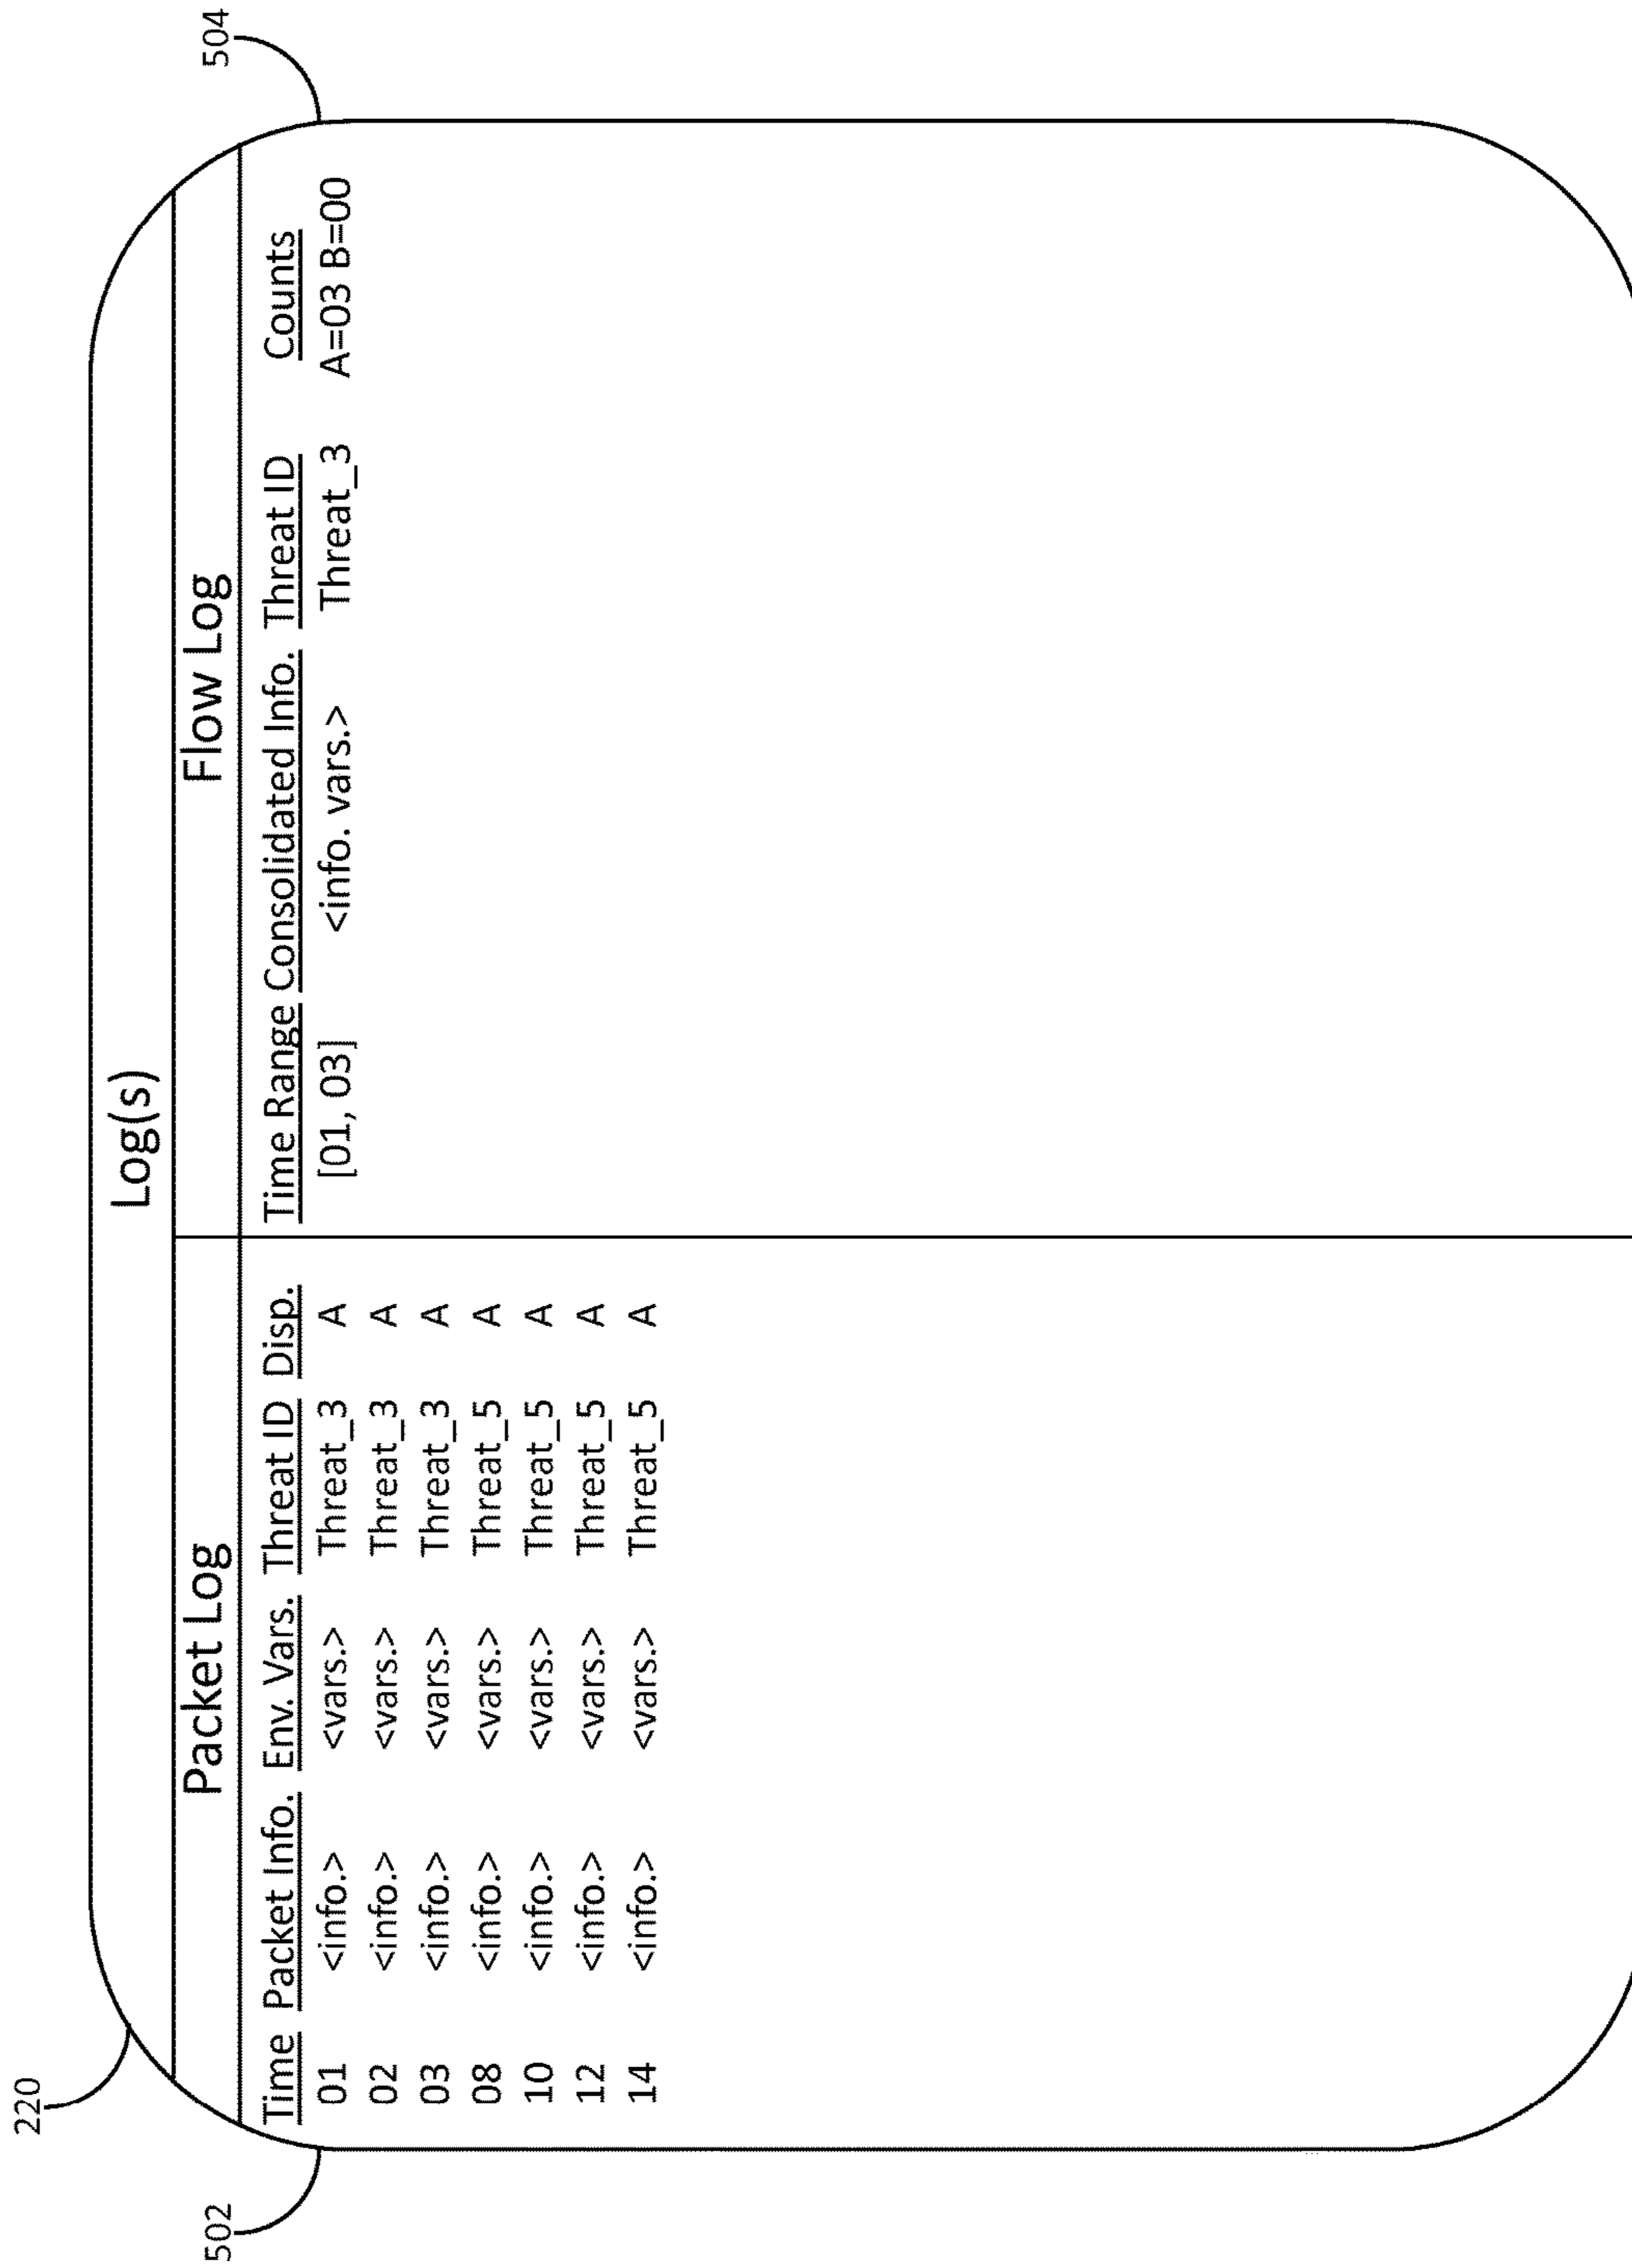 220
504
502
Log(s)
Packet Log
Flow Log
Time Packet Info. Env. Vars. Threat ID Disp.
Time Range Consolidated Info. Threat ID Counts
01 <info.> <vars.> Threat_3 A
[01, 03] <info. vars.> Threat_3 A=03 B=00
02 <info.> <vars.> Threat_3 A
03 <info.> <vars.> Threat_3 A
08 <info.> <vars.> Threat_5 A
10 <info.> <vars.> Threat_5 A
12 <info.> <vars.> Threat_5 A
14 <info.> <vars.> Threat_5 A